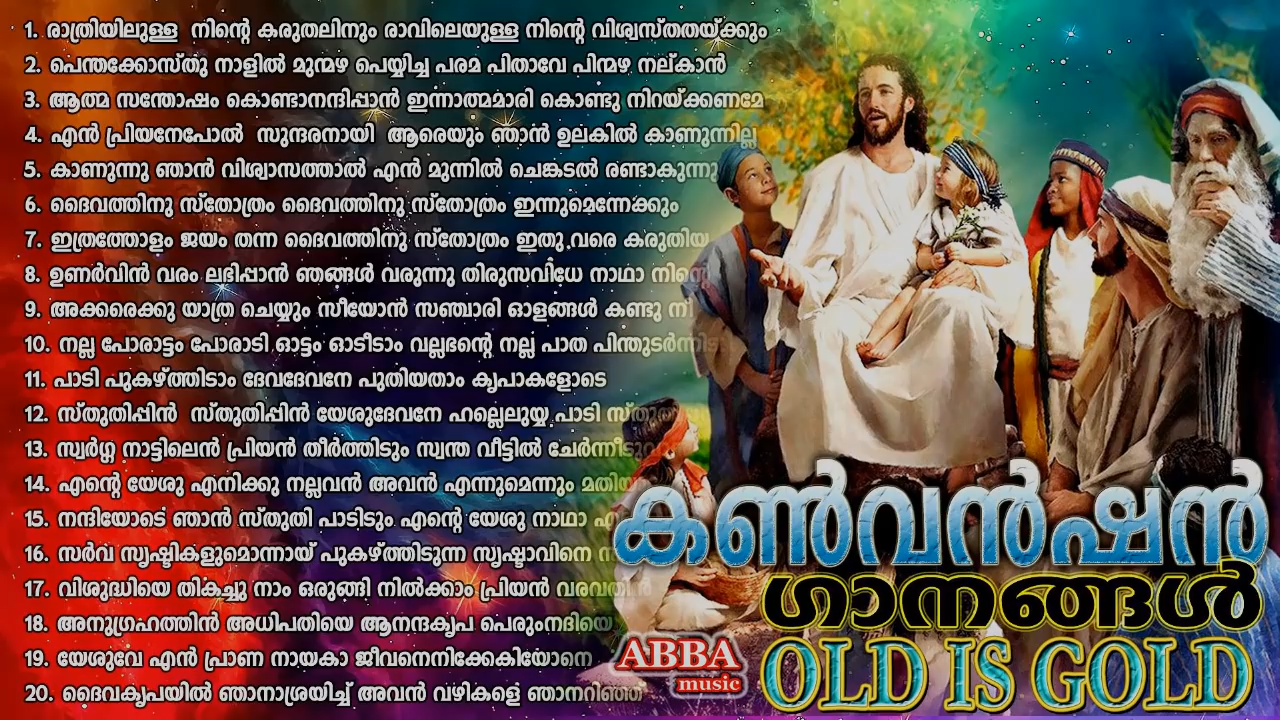 1. രാത്രിയിലുള്ള നിന്റെ കരുതലിനും രാവിലെയുള്ള നിന്റെ വിശ്വസ്തതയ്ക്കും
2. പെന്തക്കോസ്തു നാളിൽ മുന്മഴ പെയ്യിച്ച പരമ പിതാവേ പിന്മഴ നല്കാൻ
3. ആത്മ സന്തോഷം കൊണ്ടാനന്ദിപ്പാൻ ഇന്നാത്മമാരി കൊണ്ടു നിറയ്ക്കണമേ
4. എൻ പ്രിയനേപോൽ സുന്ദരനായി ആരെയും ഞാൻ ഉലകിൽ കാണുന്നില്ല
5. കാണുന്നു ഞാൻ വിശ്വാസത്താൽ എൻ മുന്നിൽ ചെങ്കടൽ രണ്ടാകുന്നു
6. ദൈവത്തിനു സ്തോത്രം ദൈവത്തിനു സ്തോത്രം ഇന്നുമെന്നേക്കും
7. ഇത്രത്തോളം ജയം തന്ന ദൈവത്തിനു സ്തോത്രം ഇതു വരെ കരുതിയ
8. ഉണർവിൻ വരം ലഭിപ്പാൻ ഞങ്ങൾ വരുന്നു തിരുസവിധേ നാഥാ നിന്റെ
9. അക്കരെക്കു യാത്ര ചെയ്യും സീയോൻ സഞ്ചാരി ഓളങ്ങൾ കണ്ടു നീ
10. നല്ല പോരാട്ടം പോരാടി ഓട്ടം ഓടീടാം വല്ലഭന്റെ നല്ല പാത
11. പാടി പുകഴ്ത്തിടാം ദേവദേവനേ പുതിയതാം കൃപാകളോടെ
12. സ്തുതിപ്പിൻ സ്തുതിപ്പിൻ യേശുദേവനേ ഹല്ലെലുയ്യ പാടി
13. സ്വർഗ്ഗ നാട്ടിലെൻ പ്രിയൻ തീർത്തിടും സ്വന്ത വീട്ടിൽ
14. എന്റെ യേശു എനിക്കു നല്ലവൻ അവൻ എന്നുമെന്നും
15. നന്ദിയോടെ ഞാൻ സ്തുതി പാടിടും എന്റെ യേശു നാഥാ
16. സർവ സൃഷ്ടികളുമൊന്നായ് പുകഴ്ത്തിടുന്ന സൃഷ്ടാവിനെ
17. വിശുദ്ധിയെ തികച്ചു നാം ഒരുങ്ങി നിൽക്കാം പ്രിയൻ
18. അനുഗ്രഹത്തിൻ അധിപതിയെ ആനന്ദകൃപ പെരുംനദിയെ
19. യേശുവേ എൻ പ്രാണ നായകാ ജീവനെനിക്കേകിയോനെ
20. ദൈവകൃപയിൽ ഞാനാശ്രയിച്ച് അവൻ വഴികളെ ഞാനറിഞ്ഞ്
കൺവൻഷൻ
ഗാനങ്ങൾ
OLD IS GOLD
ABBA
music